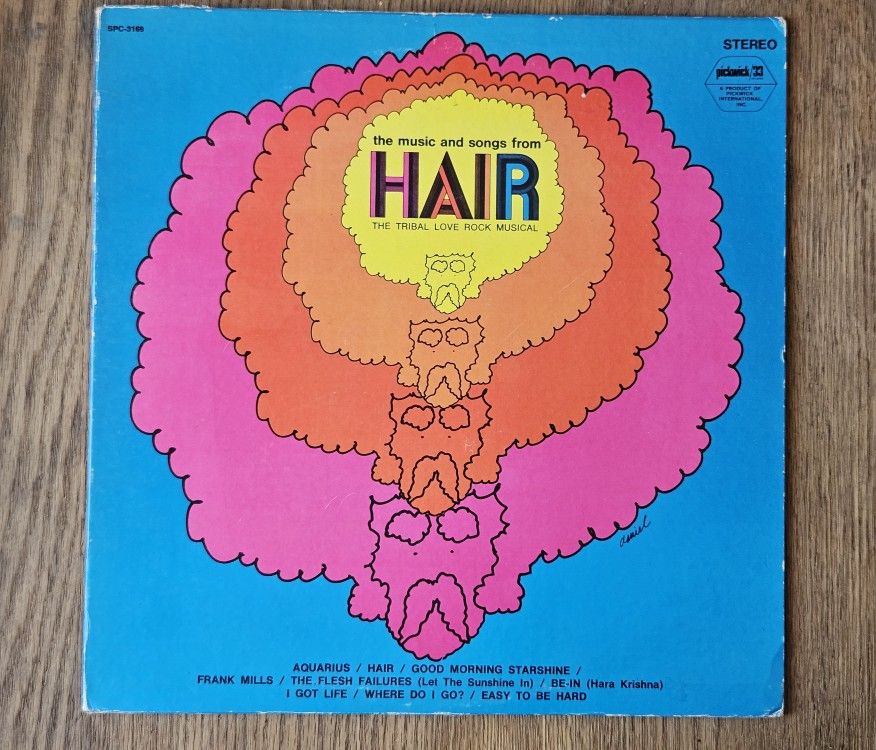 SPC-3168
STEREO
pickwick/33
A PRODUCT OF
PICKWICK
INTERNATIONAL,
INC.
the music and songs from
HAIR
THE TRIBAL LOVE ROCK MUSICAL
AQUARIUS / HAIR / GOOD MORNING STARSHINE /
FRANK MILLS / THE FLESH FAILURES (Let The Sunshine In) / BE-IN (Hara Krishna)
I GOT LIFE / WHERE DO I GO? / EASY TO BE HARD